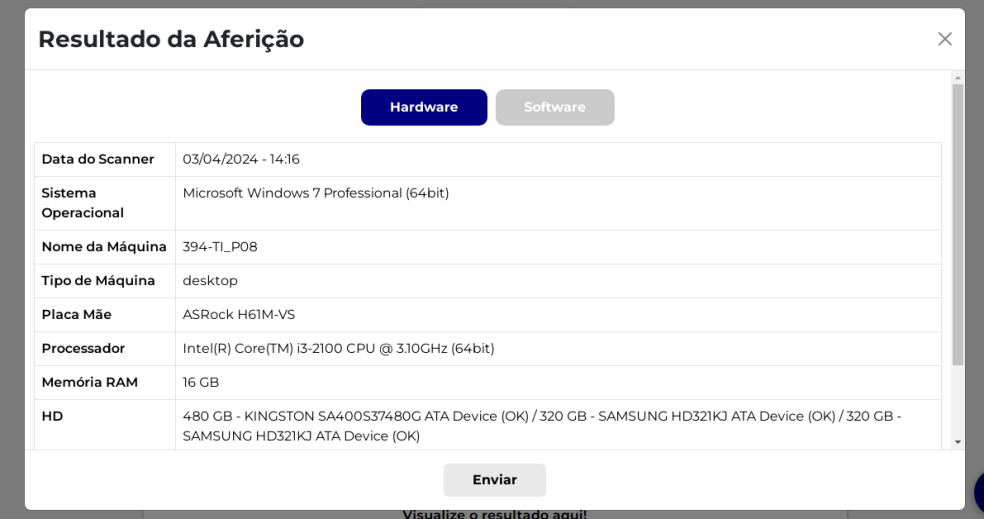 Resultado da Aferição
Hardware
Software
Data do Scanner
03/04/2024 - 14:16
Sistema
Operacional
Microsoft Windows 7 Professional (64bit)
Nome da Máquina
394-TI_P08
Tipo de Máquina
desktop
Placa Mãe
ASRock H61M-VS
Processador
Intel(R) Core(TM) i3-2100 CPU @ 3.10GHz (64bit)
Memória RAM
16 GB
HD
480 GB - KINGSTON SA400S37480G ATA Device (OK) / 320 GB - SAMSUNG HD321KJ ATA Device (OK) / 320 GB -
SAMSUNG HD321KJ ATA Device (OK)
Enviar
Visualize o resultado aqui!